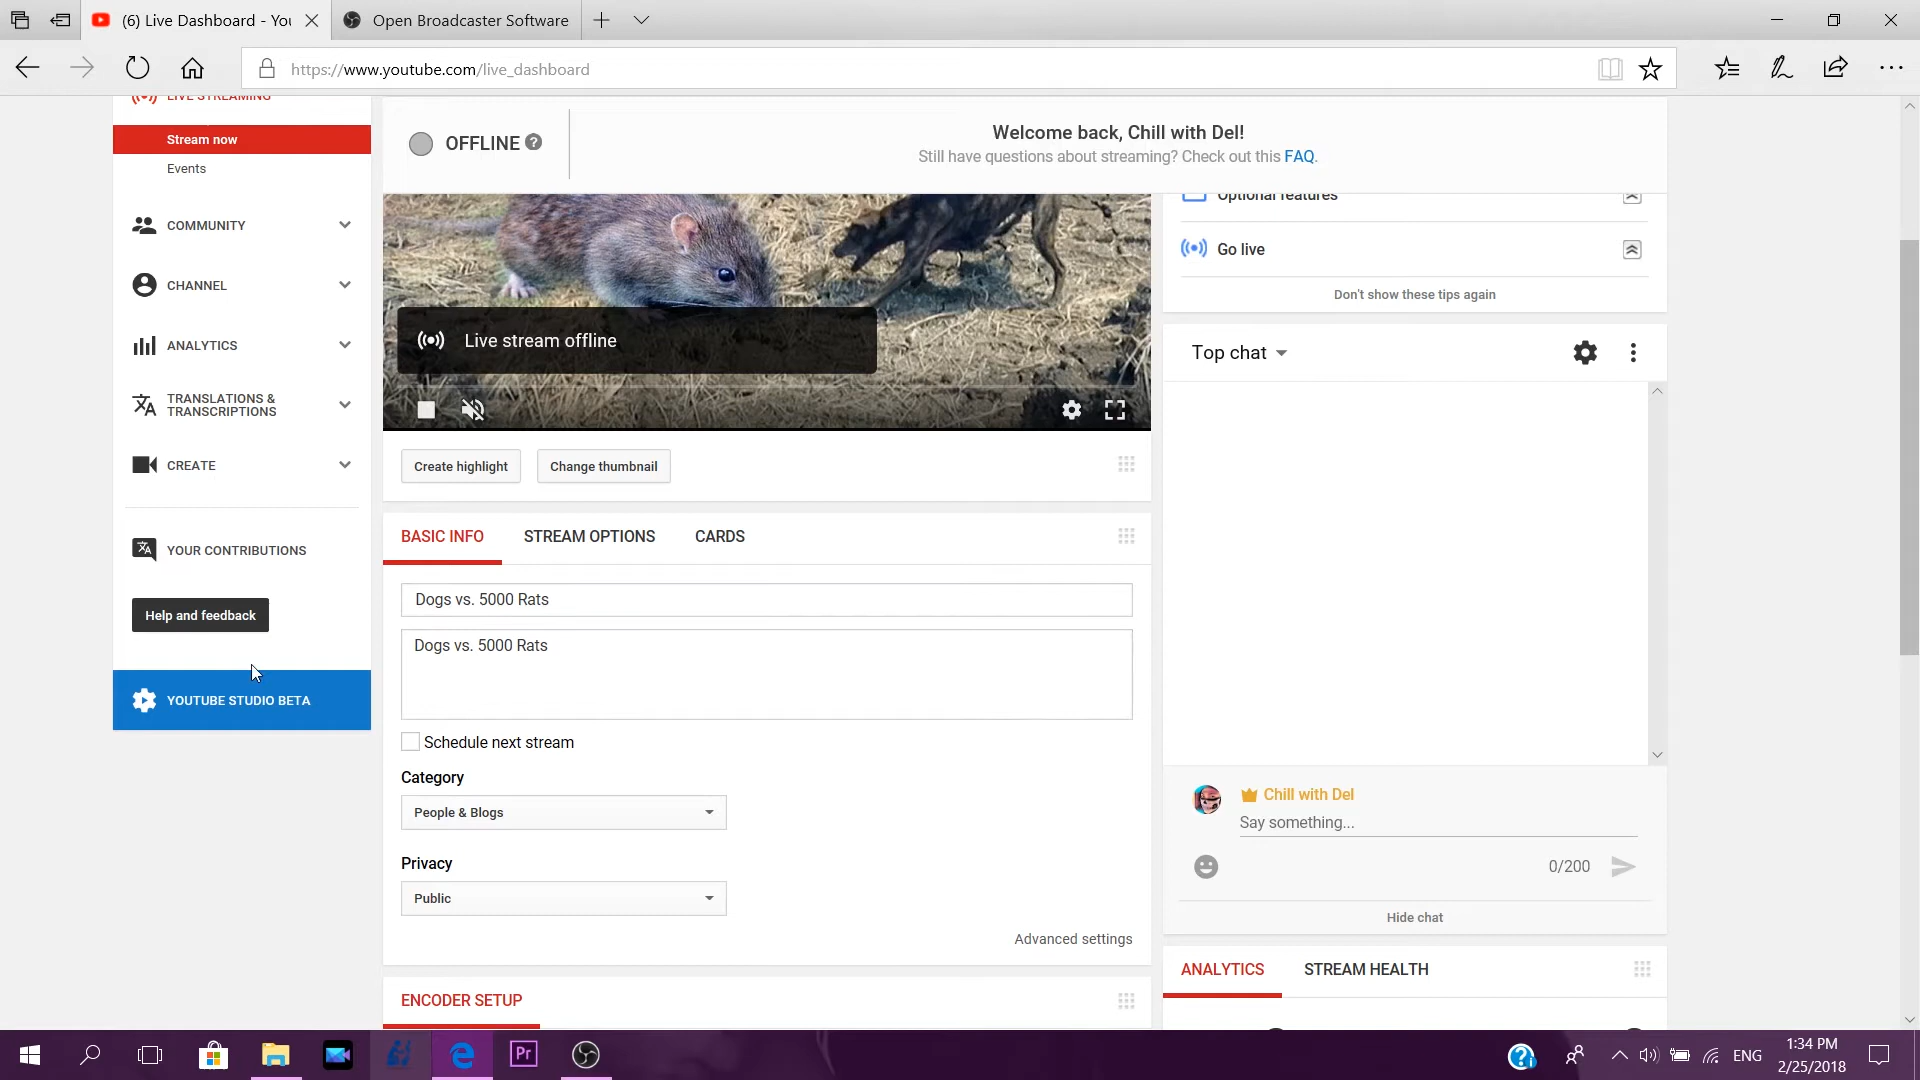 (6) Live Dashboard - You
Open Broadcaster Software
https://www.youtube.com/live_dashboard
LIVE STREAMING
Stream now
Events
COMMUNITY
CHANNEL
ANALYTICS
TRANSLATIONS &
TRANSCRIPTIONS
CREATE
YOUR CONTRIBUTIONS
Help and feedback
YOUTUBE STUDIO BETA
OFFLINE ?
Welcome back, Chill with Del!
Still have questions about streaming? Check out this FAQ.
Live stream offline
Create highlight
Change thumbnail
BASIC INFO
STREAM OPTIONS
CARDS
Dogs vs. 5000 Rats
Dogs vs. 5000 Rats
Schedule next stream
Category
People & Blogs
Privacy
Public
Advanced settings
ENCODER SETUP
Optional features
Go live
Don't show these tips again
Top chat
Chill with Del
Say something...
0/200
Hide chat
ANALYTICS
STREAM HEALTH
Pr
?
ENG
1:34 PM
2/25/2018